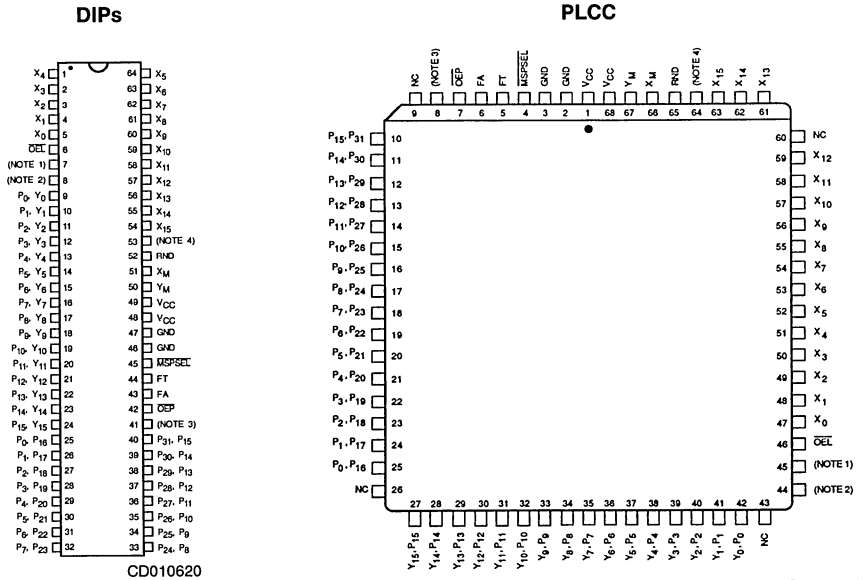 DIPs
X4 1 64 X5
X3 2 63 X6
X2 3 62 X7
X1 4 61 X8
X0 5 60 X9
OEL 6 59 X10
(NOTE 1) 7 58 X11
(NOTE 2) 8 57 X12
P0, Y0 9 56 X13
P1, Y1 10 55 X14
P2, Y2 11 54 X15
P3, Y3 12 53 (NOTE 4)
P4, Y4 13 52 RND
P5, Y5 14 51 XM
P6, Y6 15 50 YM
P7, Y7 16 49 VCC
P8, Y8 17 48 VCC
P9, Y9 18 47 GND
P10, Y10 19 46 GND
P11, Y11 20 45 MSPSEL
P12, Y12 21 44 FT
P13, Y13 22 43 FA
P14, Y14 23 42 OEP
P15, Y15 24 41 (NOTE 3)
P0, P16 25 40 P31, P15
P1, P17 26 39 P30, P14
P2, P18 27 38 P29, P13
P3, P19 28 37 P28, P12
P4, P20 29 36 P27, P11
P5, P21 30 35 P26, P10
P6, P22 31 34 P25, P9
P7, P23 32 33 P24, P8
CD010620
PLCC
NC (NOTE 3) OEP FA FT MSPSEL GND GND VCC VCC YM XM RND (NOTE 4) X15 X14 X13
9 8 7 6 5 4 3 2 1 68 67 66 65 64 63 62 61
P15, P31 10 60 NC
P14, P30 11 59 X12
P13, P29 12 58 X11
P12, P28 13 57 X10
P11, P27 14 56 X9
P10, P26 15 55 X8
P9, P25 16 54 X7
P8, P24 17 53 X6
P7, P23 18 52 X5
P6, P22 19 51 X4
P5, P21 20 50 X3
P4, P20 21 49 X2
P3, P19 22 48 X1
P2, P18 23 47 X0
P1, P17 24 46 OEL
P0, P16 25 45 (NOTE 1)
NC 26 44 (NOTE 2)
27 28 29 30 31 32 33 34 35 36 37 38 39 40 41 42 43
Y15, P15 Y14, P14 Y13, P13 Y12, P12 Y11, P11 Y10, P10 Y9, P9 Y8, P8 Y7, P7 Y6, P6 Y5, P5 Y4, P4 Y3, P3 Y2, P2 Y1, P1 Y0, P0 NC